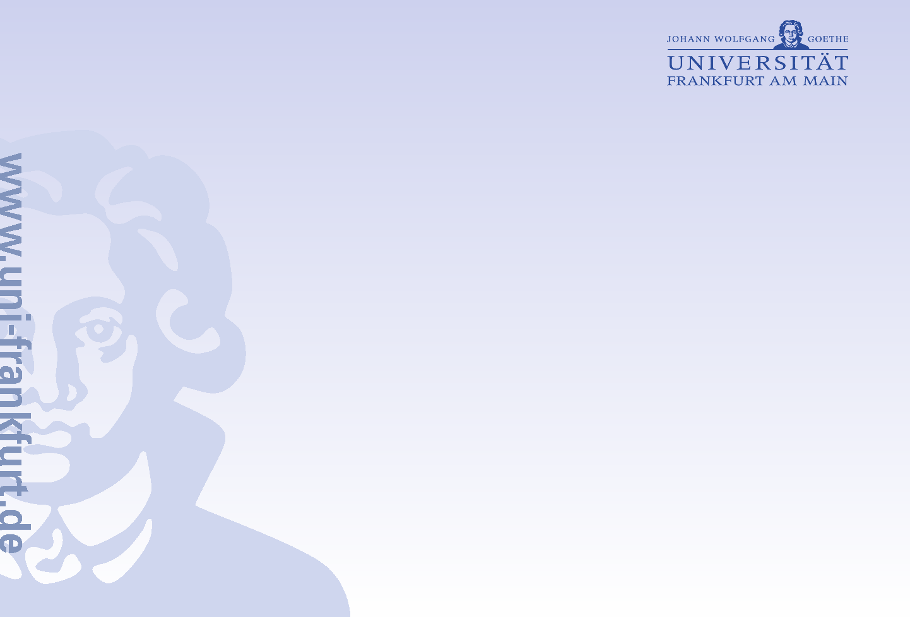 JOHANN WOLFGANG GOETHE
UNIVERSITÄT
FRANKFURT AM MAIN
www.uni-frankfurt.de